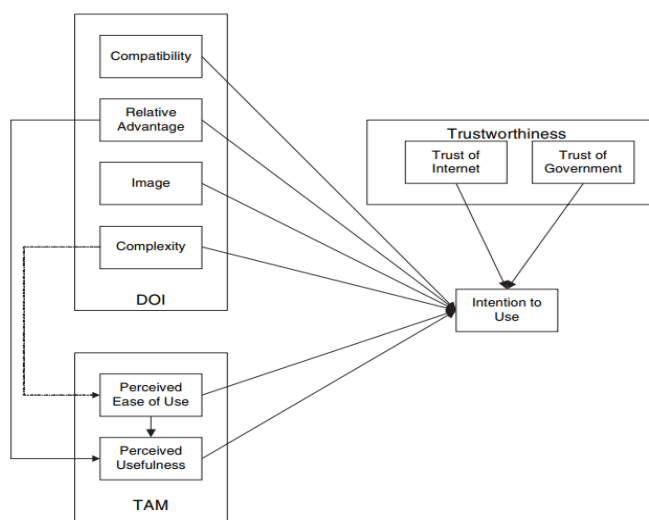 Compatibility
Relative
Advantage
Image
Complexity
DOI
Trustworthiness
Trust of
Internet
Trust of
Government
Intention to
Use
Perceived
Ease of Use
Perceived
Usefulness
TAM